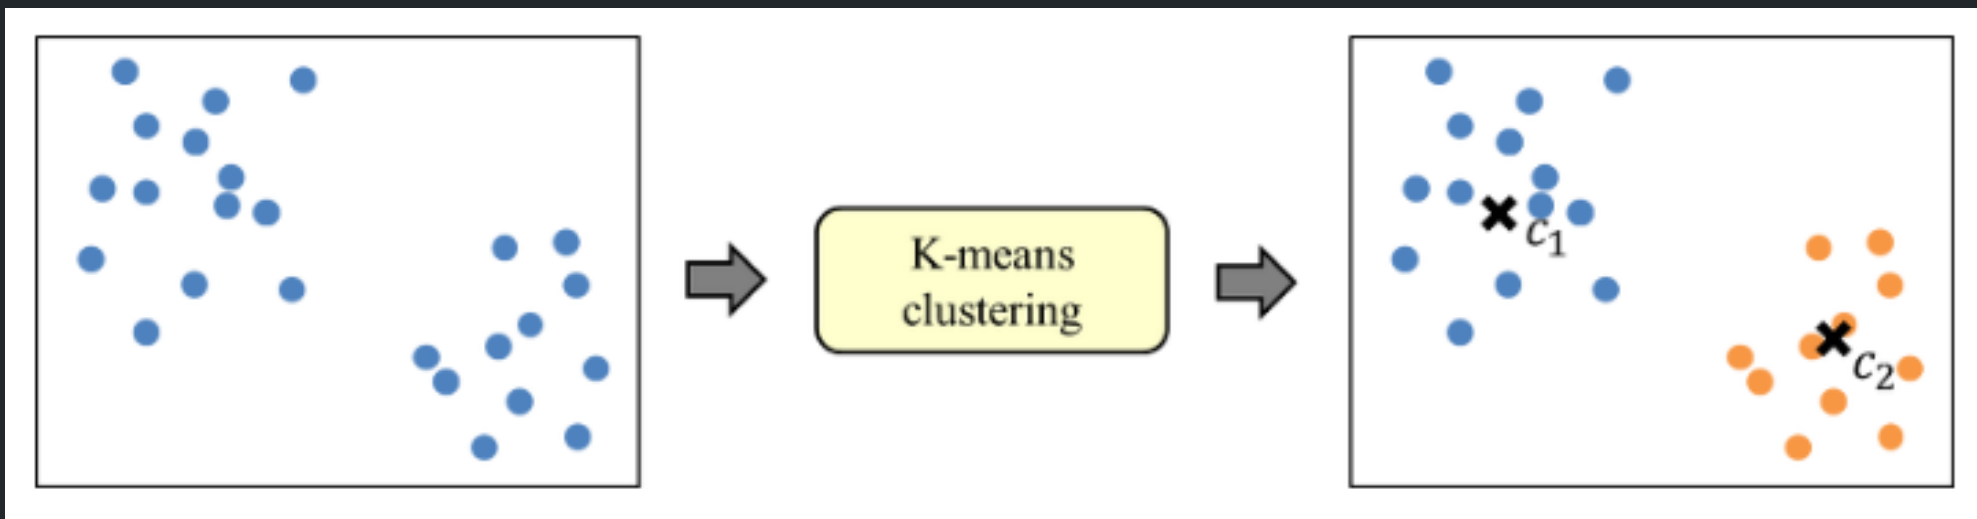 K-means
clustering
c₁
c₂